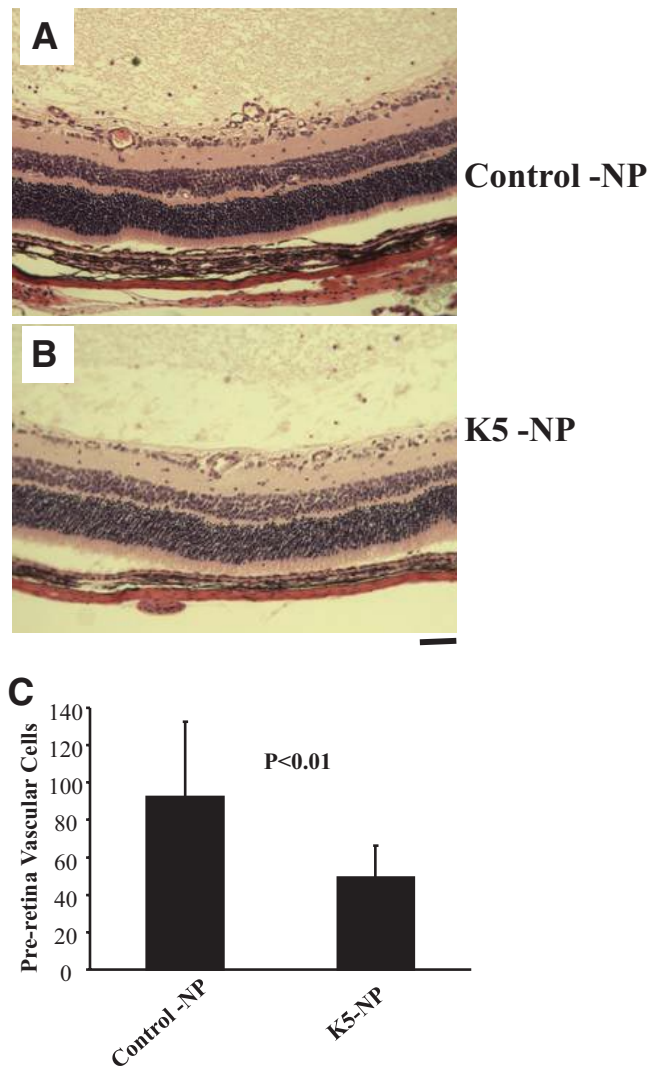 A
Control -NP
B
K5 -NP
C
Pre-retina Vascular Cells
140
120
100
80
60
40
20
0
P<0.01
Control -NP
K5-NP